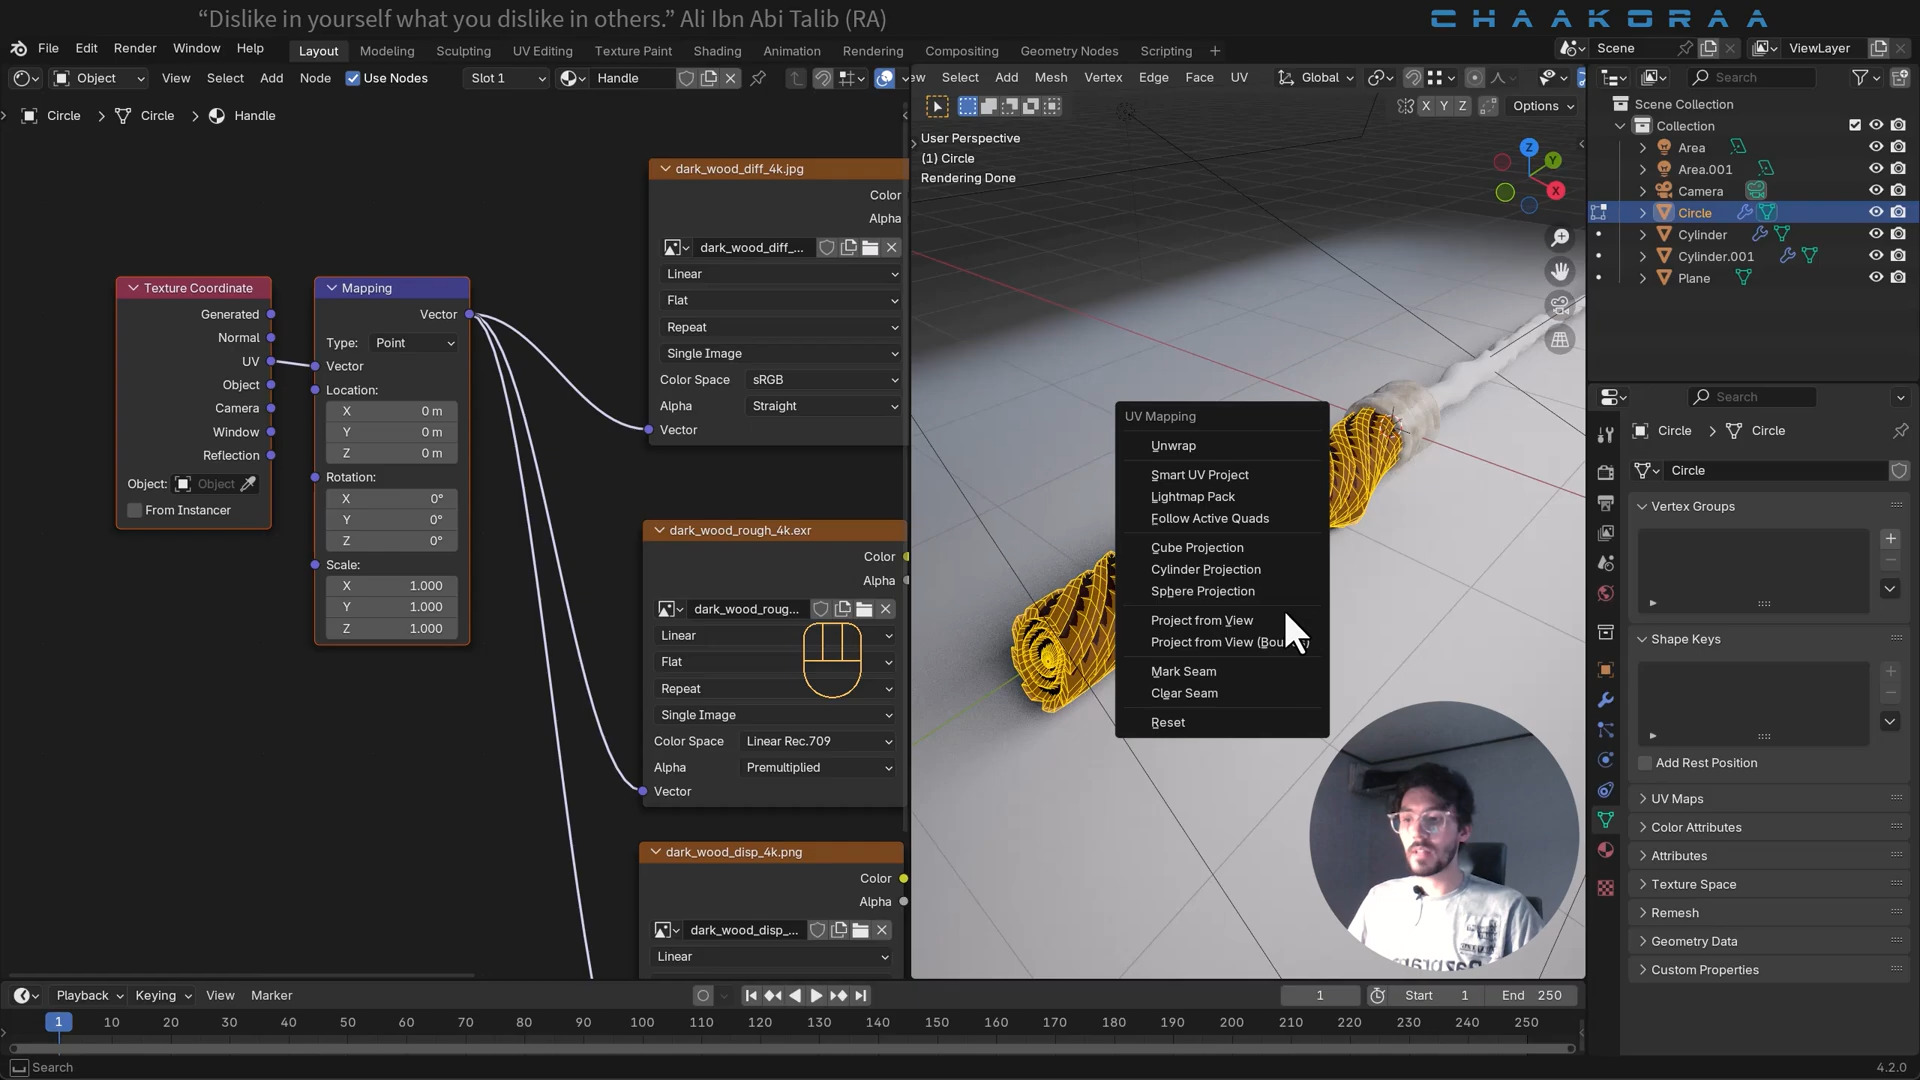 “Dislike in yourself what you dislike in others.” Ali Ibn Abi Talib (RA)
CHAAKORAA
File Edit Render Window Help Layout Modeling Sculpting UV Editing Texture Paint Shading Animation Rendering Compositing Geometry Nodes Scripting + Scene ViewLayer
Object View Select Add Node Use Nodes Slot 1 Handle
ew Select Add Mesh Vertex Edge Face UV Global
Search
Circle > Circle > Handle
X Y Z Options
User Perspective
(1) Circle
Rendering Done
Z
Y
X
Scene Collection
Collection
Area
Area.001
Camera
Circle
Cylinder
Cylinder.001
Plane
Texture Coordinate
Generated
Normal
UV
Object
Camera
Window
Reflection
Object: Object
From Instancer
Mapping
Vector
Type: Point
Vector
Location:
X 0 m
Y 0 m
Z 0 m
Rotation:
X 0°
Y 0°
Z 0°
Scale:
X 1.000
Y 1.000
Z 1.000
dark_wood_diff_4k.jpg
Color
Alpha
dark_wood_diff_...
Linear
Flat
Repeat
Single Image
Color Space sRGB
Alpha Straight
Vector
dark_wood_rough_4k.exr
Color
Alpha
dark_wood_roug...
Linear
Flat
Repeat
Single Image
Color Space Linear Rec.709
Alpha Premultiplied
Vector
dark_wood_disp_4k.png
Color
Alpha
dark_wood_disp_...
Linear
UV Mapping
Unwrap
Smart UV Project
Lightmap Pack
Follow Active Quads
Cube Projection
Cylinder Projection
Sphere Projection
Project from View
Project from View
Mark Seam
Clear Seam
Reset
Search
Circle > Circle
Circle
Vertex Groups
Shape Keys
Add Rest Position
UV Maps
Color Attributes
Attributes
Texture Space
Remesh
Geometry Data
Custom Properties
Playback Keying View Marker 1 Start 1 End 250
1 10 20 30 40 50 60 70 80 90 100 110 120 130 140 150 160 170 180 190 200 210 220 230 240 250
Search 4.2.0